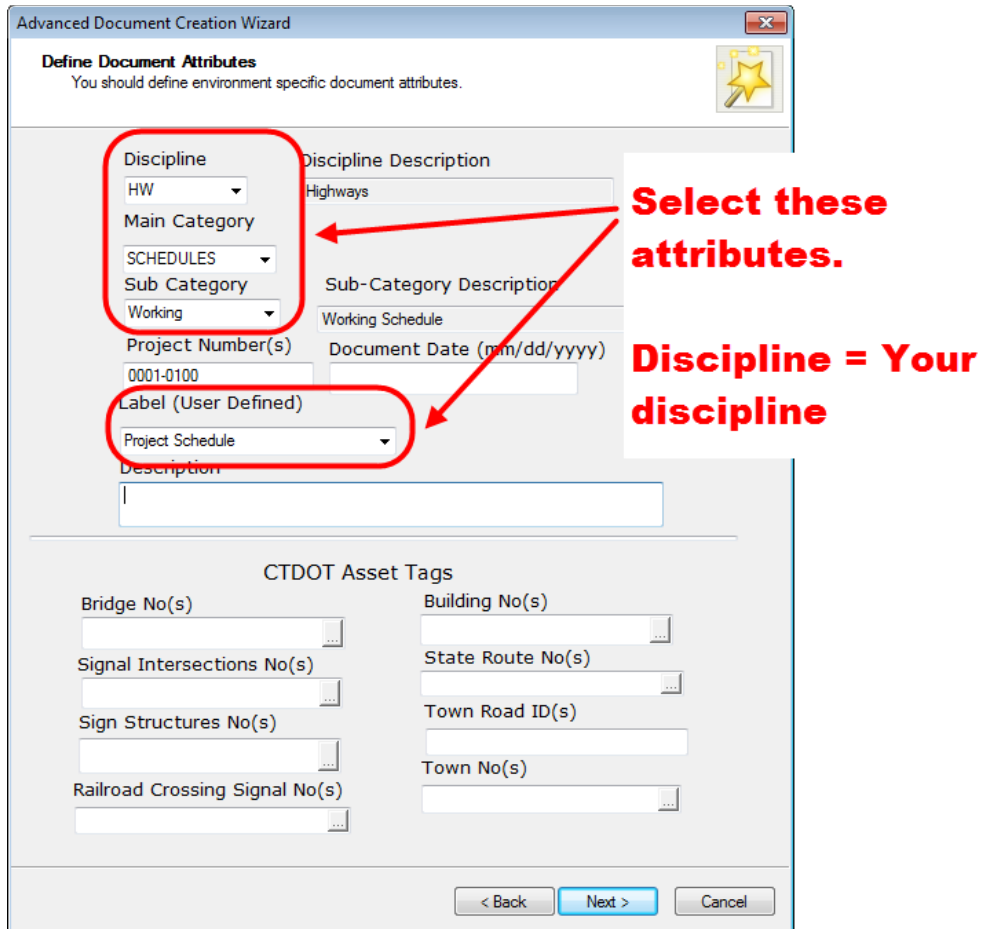 Advanced Document Creation Wizard
Define Document Attributes
You should define environment specific document attributes.
Discipline
Discipline Description
HW
Highways
Main Category
SCHEDULES
Sub Category
Sub-Category Description
Working
Working Schedule
Project Number(s)
Document Date (mm/dd/yyyy)
0001-0100
Label (User Defined)
Project Schedule
Description
Select these
attributes.
Discipline = Your
discipline
CTDOT Asset Tags
Bridge No(s)
Building No(s)
...
...
Signal Intersections No(s)
State Route No(s)
...
...
Sign Structures No(s)
Town Road ID(s)
...
Town No(s)
Railroad Crossing Signal No(s)
...
...
< Back
Next >
Cancel